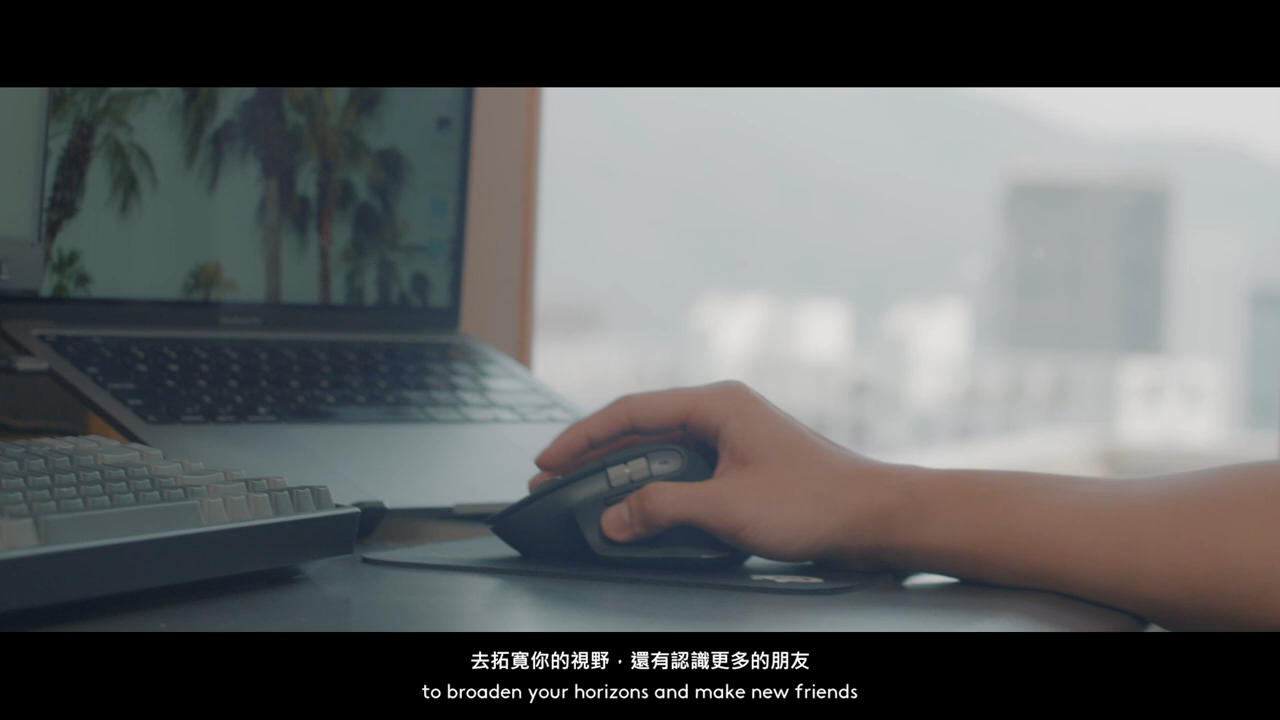 去拓寬你的視野，還有認識更多的朋友
to broaden your horizons and make new friends